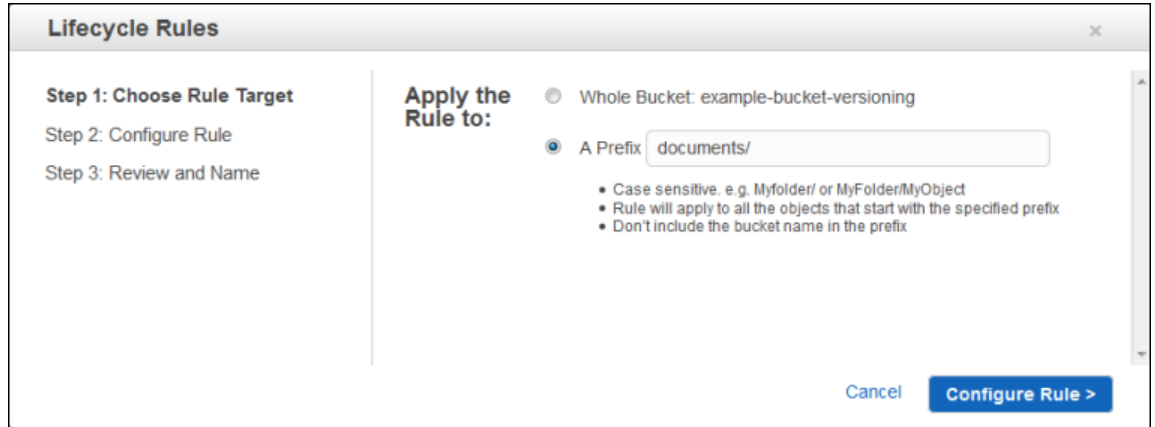 Lifecycle Rules
×
Step 1: Choose Rule Target
Step 2: Configure Rule
Step 3: Review and Name
Apply the
Rule to:
Whole Bucket: example-bucket-versioning
A Prefix documents/
• Case sensitive. e.g. Myfolder/ or MyFolder/MyObject
• Rule will apply to all the objects that start with the specified prefix
• Don't include the bucket name in the prefix
Cancel
Configure Rule >